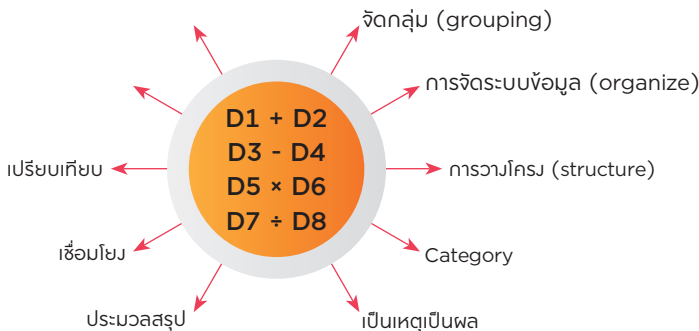 จัดกลุ่ม (grouping)
การจัดระบบข้อมูล (organize)
D1 + D2
D3 - D4
D5 × D6
D7 ÷ D8
เปรียบเทียบ
การวางโครง (structure)
เชื่อมโยง
Category
ประมวลสรุป
เป็นเหตุเป็นผล